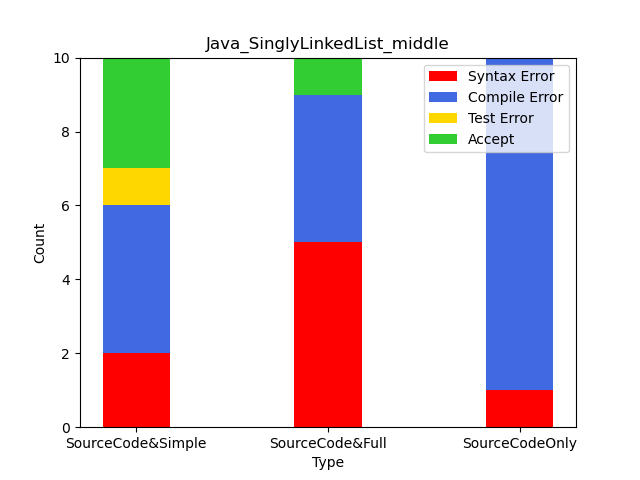 Java_SinglyLinkedList_middle
Syntax Error
Compile Error
Test Error
Accept
10
8
6
4
2
0
Count
SourceCode&Simple
SourceCode&Full
SourceCodeOnly
Type